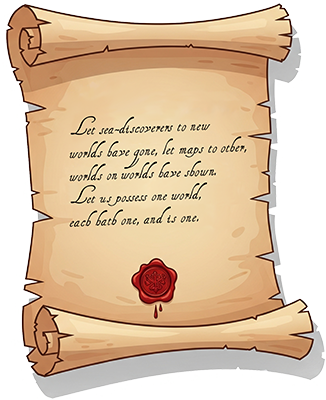 Let sea-discoverers to new
worlds have gone, let maps to other,
worlds on worlds have shown.
Let us possess one world,
each hath one, and is one.